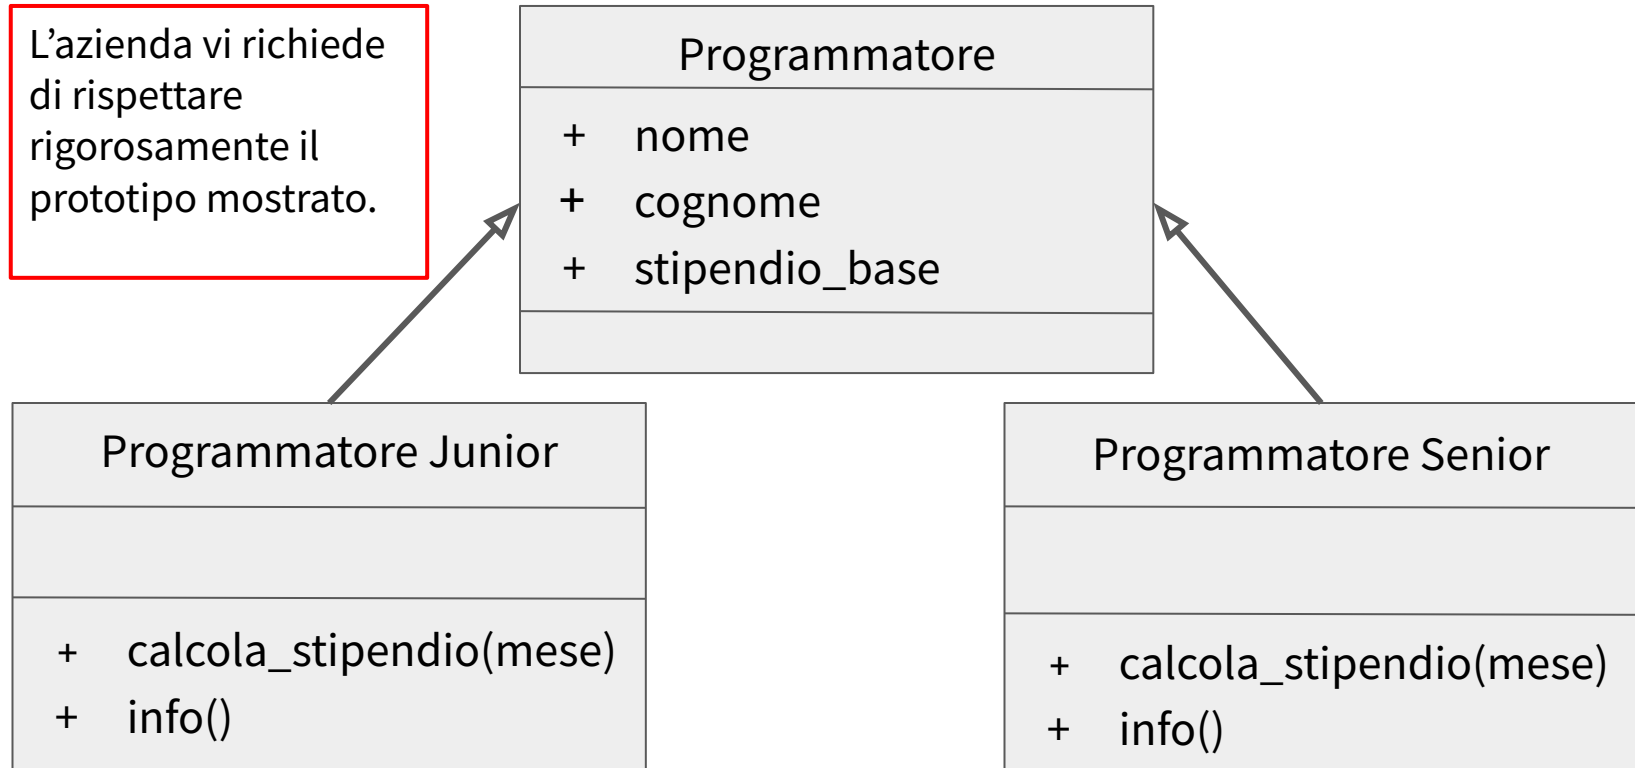 L’azienda vi richiede
di rispettare
rigorosamente il
prototipo mostrato.
Programmatore
+ nome
+ cognome
+ stipendio_base
Programmatore Junior
+ calcola_stipendio(mese)
+ info()
Programmatore Senior
+ calcola_stipendio(mese)
+ info()